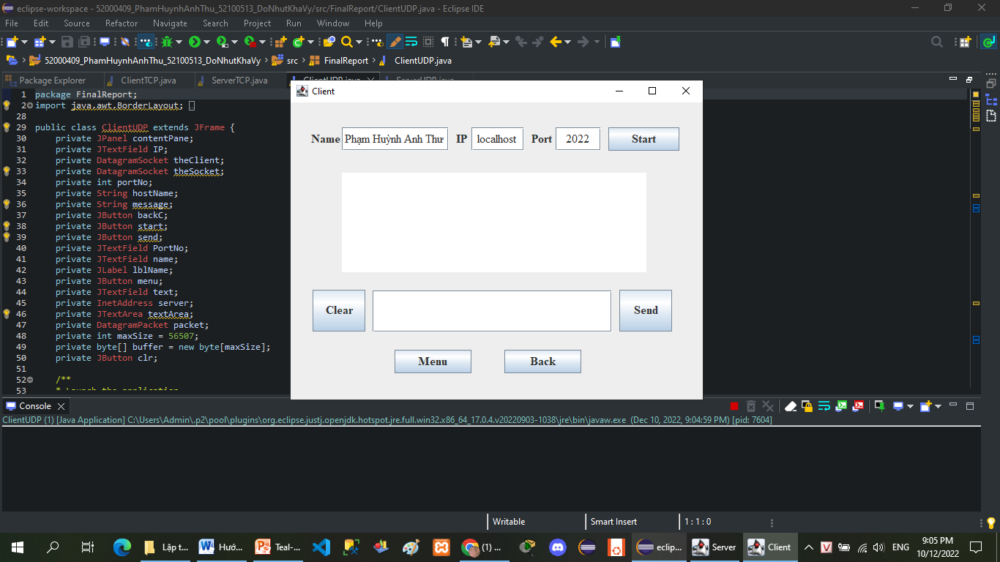 eclipse-workspace - 52000409_PhamHuynhAnhThu_52100513_DoNhutKhaVy/src/FinalReport/ClientUDP.java - Eclipse IDE
File Edit Source Refactor Navigate Search Project Run Window Help
52000409_PhamHuynhAnhThu_52100513_DoNhutKhaVy > src > FinalReport > ClientUDP.java
Package Explorer ClientTCP.java ServerTCP.java ClientUDP.java ServerUDP.java
1 package FinalReport;
2 import java.awt.BorderLayout;
28
29 public class ClientUDP extends JFrame {
30 private JPanel contentPane;
31 private JTextField IP;
32 private DatagramSocket theClient;
33 private DatagramSocket theSocket;
34 private int portNo;
35 private String hostName;
36 private String message;
37 private JButton backC;
38 private JButton start;
39 private JButton send;
40 private JTextField PortNo;
41 private JTextField name;
42 private JLabel lblName;
43 private JButton menu;
44 private JTextField text;
45 private InetAddress server;
46 private JTextArea textArea;
47 private DatagramPacket packet;
48 private int maxSize = 56507;
49 private byte[] buffer = new byte[maxSize];
50 private JButton clr;
51
52 /**
53 * Launch the application
Client
Name Phạm Huỳnh Anh Thư IP localhost Port 2022 Start
Clear Send
Menu Back
Console
ClientUDP (1) [Java Application] C:\Users\Admin\.p2\pool\plugins\org.eclipse.justj.openjdk.hotspot.jre.full.win32.x86_64_17.0.4.v20220903-1038\jre\bin\javaw.exe (Dec 10, 2022, 9:04:59 PM) [pid: 7604]
Writable Smart Insert 1 : 1 : 0
Lập t... Hướ... Teal-... (1) ... eclip... Server Client ENG 9:05 PM
10/12/2022